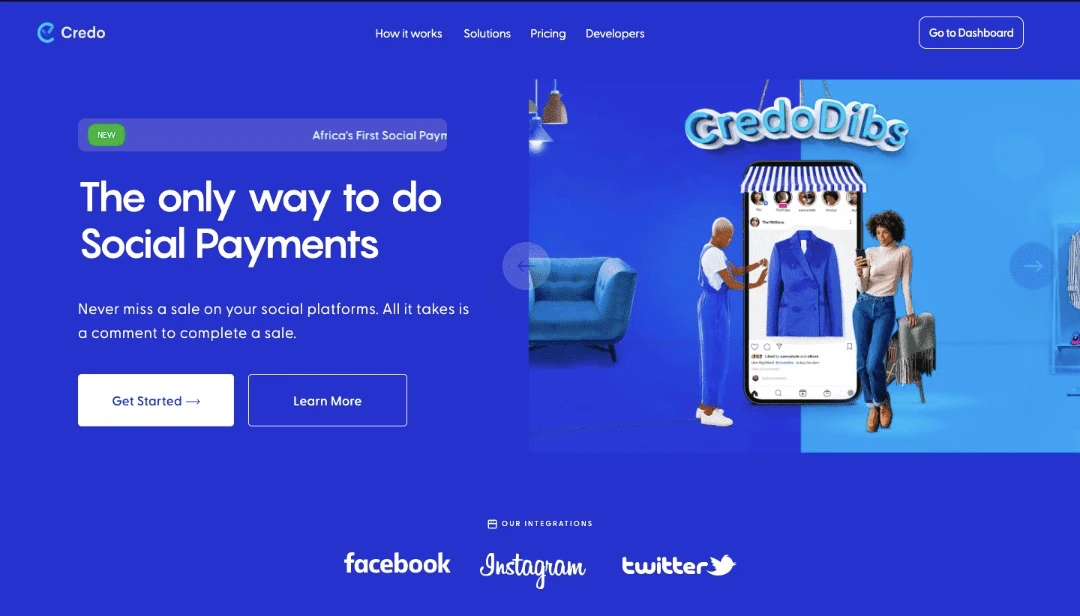 Credo
How it works
Solutions
Pricing
Developers
Go to Dashboard
NEW
Africa's First Social Paym
The only way to do
Social Payments
Never miss a sale on your social platforms. All it takes is
a comment to complete a sale.
Get Started →
Learn More
CredoDibs
OUR INTEGRATIONS
facebook
Instagram
twitter